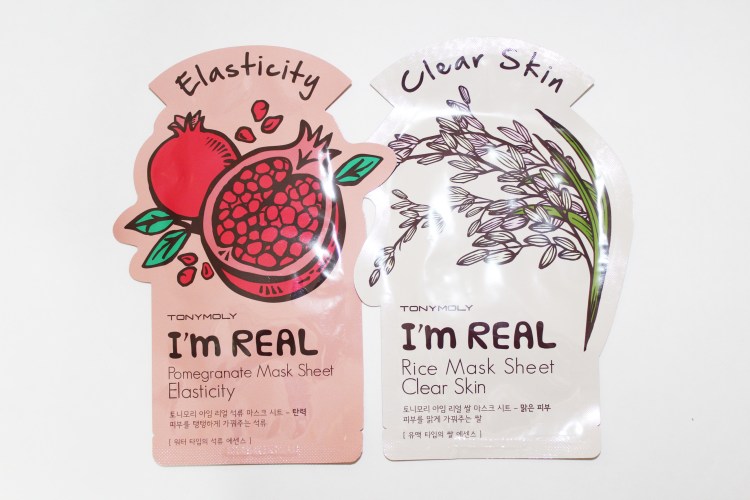 Elasticity
TONYMOLY
I'm REAL
Pomegranate Mask Sheet
Elasticity
토니모리 아임 리얼 석류 마스크 시트 - 탄력
피부를 탱탱하게 가꿔주는 석류
[ 워터 타입의 석류 에센스 ]
Clear Skin
TONYMOLY
I'm REAL
Rice Mask Sheet
Clear Skin
토니모리 아임 리얼 쌀 마스크 시트 - 맑은 피부
피부를 맑게 가꿔주는 쌀
[ 유액 타입의 쌀 에센스 ]